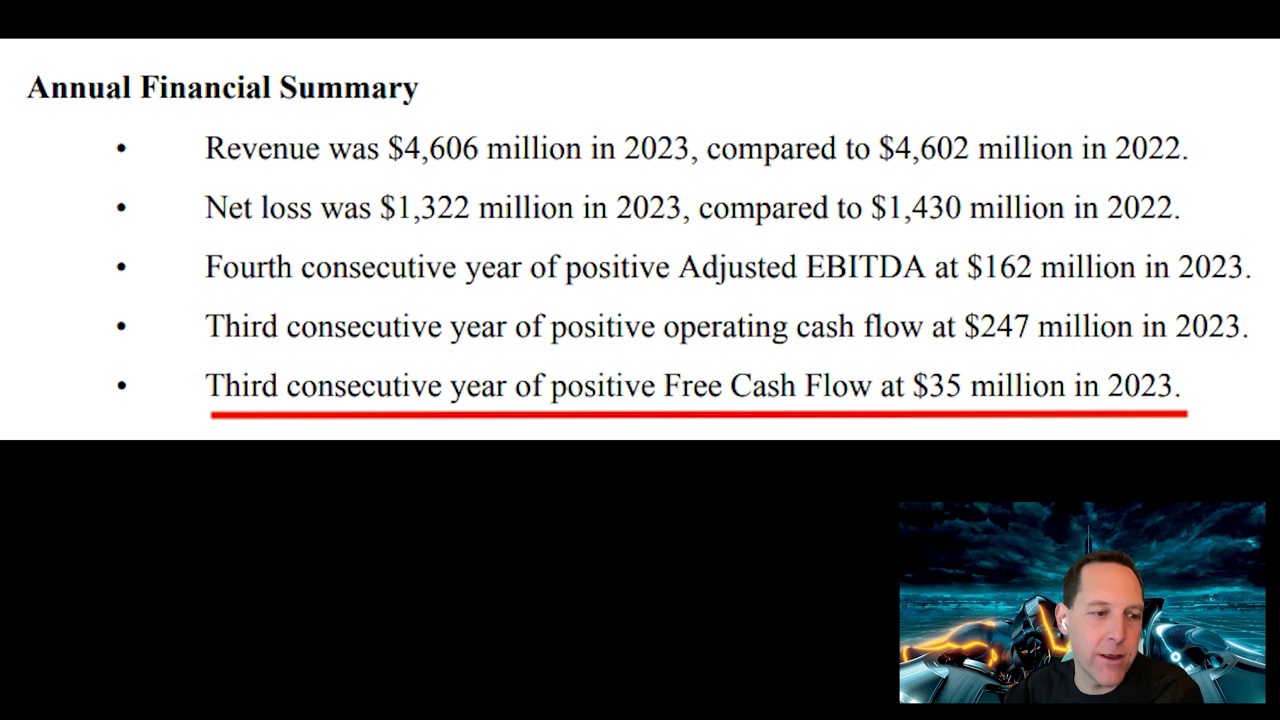 Annual Financial Summary
• Revenue was $4,606 million in 2023, compared to $4,602 million in 2022.
• Net loss was $1,322 million in 2023, compared to $1,430 million in 2022.
• Fourth consecutive year of positive Adjusted EBITDA at $162 million in 2023.
• Third consecutive year of positive operating cash flow at $247 million in 2023.
• Third consecutive year of positive Free Cash Flow at $35 million in 2023.